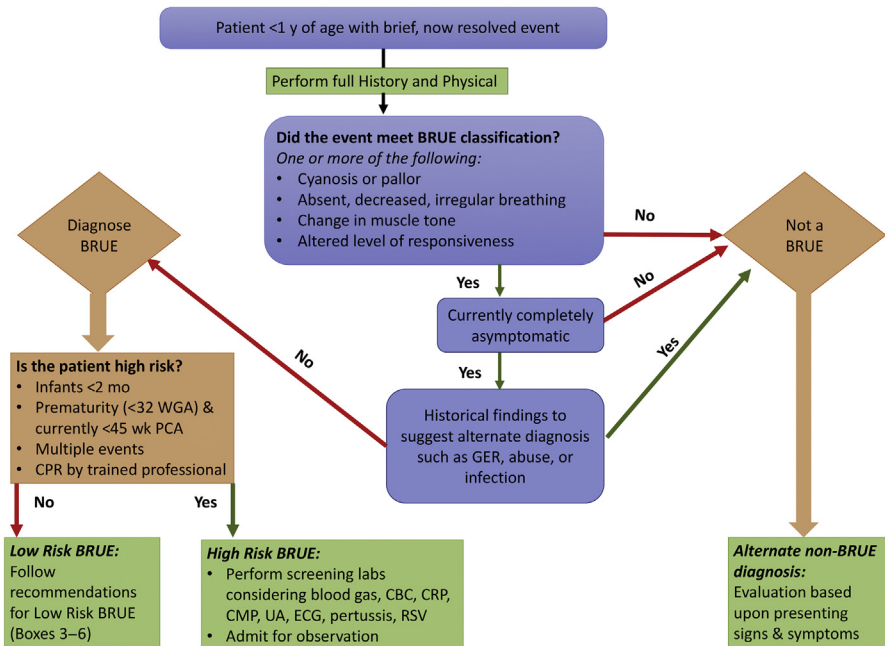 Patient <1 y of age with brief, now resolved event
Perform full History and Physical
Did the event meet BRUE classification?
One or more of the following:
• Cyanosis or pallor
• Absent, decreased, irregular breathing
• Change in muscle tone
• Altered level of responsiveness
No
Not a
BRUE
Diagnose
BRUE
Yes
No
Currently completely
asymptomatic
Yes
No
Yes
Historical findings to
suggest alternate diagnosis
such as GER, abuse, or
infection
Is the patient high risk?
• Infants <2 mo
• Prematurity (<32 WGA) &
currently <45 wk PCA
• Multiple events
• CPR by trained professional
No
Yes
Low Risk BRUE:
Follow
recommendations
for Low Risk BRUE
(Boxes 3–6)
High Risk BRUE:
• Perform screening labs
considering blood gas, CBC, CRP,
CMP, UA, ECG, pertussis, RSV
• Admit for observation
Alternate non-BRUE
diagnosis:
Evaluation based
upon presenting
signs & symptoms